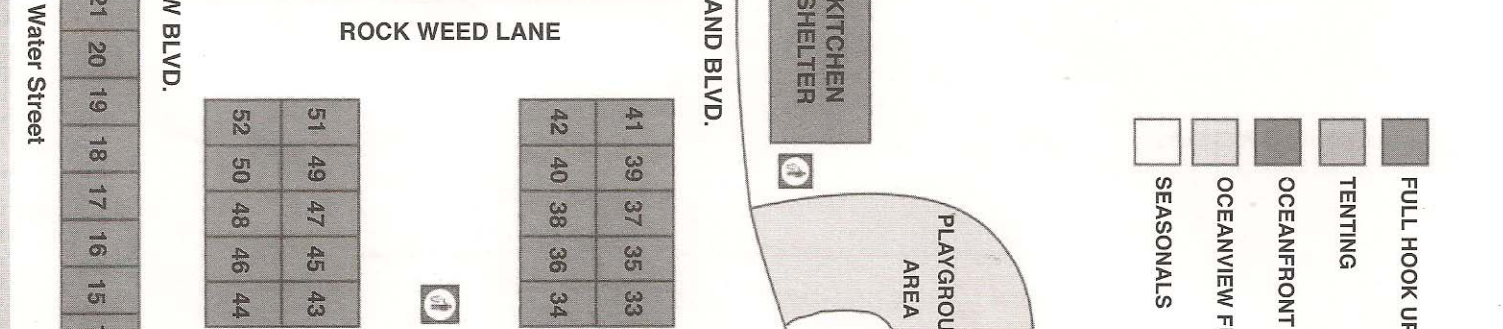 ROCK WEED LANE
Water Street
21
20
19
18
17
16
15
W BLVD.
52
50
48
46
44
51
49
47
45
43
42
40
38
36
34
41
39
37
35
33
AND BLVD.
KITCHEN
SHELTER
PLAYGROU
AREA
FULL HOOK UP
TENTING
OCEANFRONT
OCEANVIEW F
SEASONALS